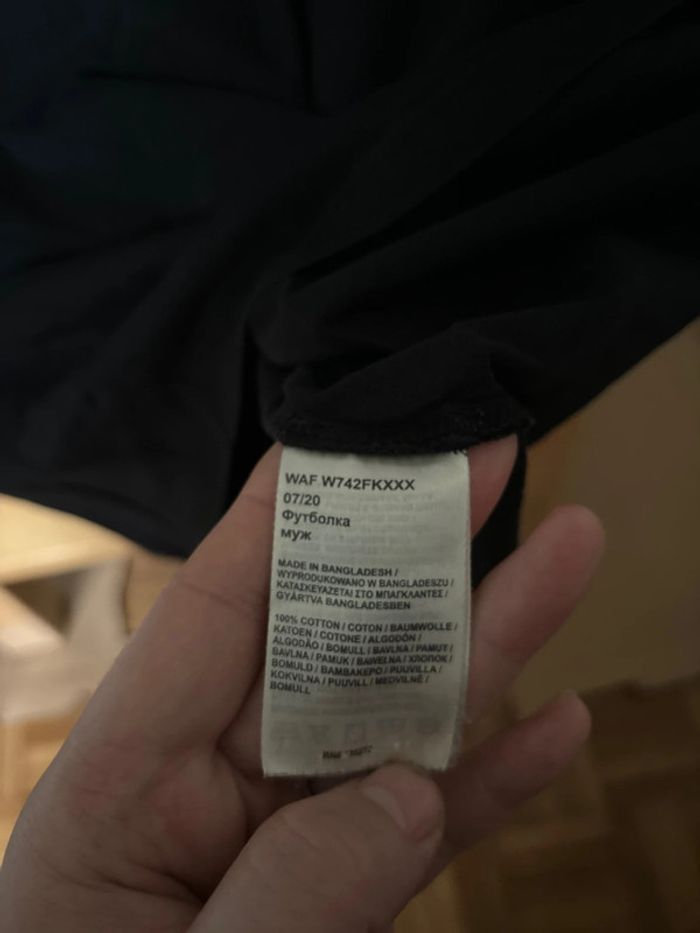 WAF W742FKXXX
07/20
Футболка
муж
MADE IN BANGLADESH /
WYPRODUKOWANO W BANGLADESZU /
ΚΑΤΑΣΚΕΥΑΖΕΤΑΙ ΣΤΟ ΜΠΑΓΚΛΑΝΤΕΣ /
GYÁRTVA BANGLADESBEN
100% COTTON / COTON / BAUMWOLLE /
KATOEN / COTONE / ALGODÓN /
ALGODÃO / BOMULL / BAVLNA / PAMUT /
BAVLNA / PAMUK / BAWEŁNA / ХЛОПОК /
BOMULD / ΒΑΜΒΑΚΕΡΟ / PUUVILLA /
KOKVILNA / PUUVILL / MEDVILNĖ /
BOMULL